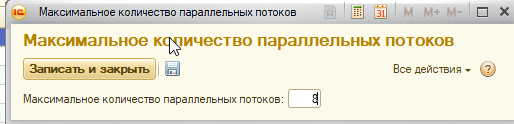 Максимальное количество параллельных потоков
M M+ M-
Максимальное количество параллельных потоков
Записать и закрыть Все действия ?
Максимальное количество параллельных потоков: 8